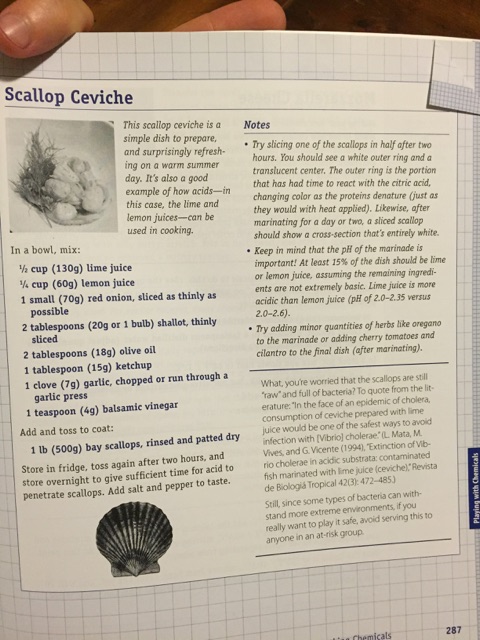 Scallop Ceviche
This scallop ceviche is a
simple dish to prepare,
and surprisingly refresh-
ing on a warm summer
day. It's also a good
example of how acids—in
this case, the lime and
lemon juices—can be
used in cooking.
In a bowl, mix:
½ cup (130g) lime juice
¼ cup (60g) lemon juice
1 small (70g) red onion, sliced as thinly as
possible
2 tablespoons (20g or 1 bulb) shallot, thinly
sliced
2 tablespoons (18g) olive oil
1 tablespoon (15g) ketchup
1 clove (7g) garlic, chopped or run through a
garlic press
1 teaspoon (4g) balsamic vinegar
Add and toss to coat:
1 lb (500g) bay scallops, rinsed and patted dry
Store in fridge, toss again after two hours, and
store overnight to give sufficient time for acid to
penetrate scallops. Add salt and pepper to taste.
Notes
• Try slicing one of the scallops in half after two
hours. You should see a white outer ring and a
translucent center. The outer ring is the portion
that has had time to react with the citric acid,
changing color as the proteins denature (just as
they would with heat applied). Likewise, after
marinating for a day or two, a sliced scallop
should show a cross-section that's entirely white.
• Keep in mind that the pH of the marinade is
important! At least 15% of the dish should be lime
or lemon juice, assuming the remaining ingredi-
ents are not extremely basic. Lime juice is more
acidic than lemon juice (pH of 2.0–2.35 versus
2.0–2.6).
• Try adding minor quantities of herbs like oregano
to the marinade or adding cherry tomatoes and
cilantro to the final dish (after marinating).
What, you're worried that the scallops are still
"raw" and full of bacteria? To quote from the lit-
erature: "In the face of an epidemic of cholera,
consumption of ceviche prepared with lime
juice would be one of the safest ways to avoid
infection with [Vibrio] cholerae." (L. Mata, M.
Vives, and G. Vicente (1994), "Extinction of Vib-
rio cholerae in acidic substrata: contaminated
fish marinated with lime juice (ceviche)," Revista
de Biología Tropical 42(3): 472–485.)
Still, since some types of bacteria can with-
stand more extreme environments, if you
really want to play it safe, avoid serving this to
anyone in an at-risk group.
Playing with Chemicals
Chemicals
287